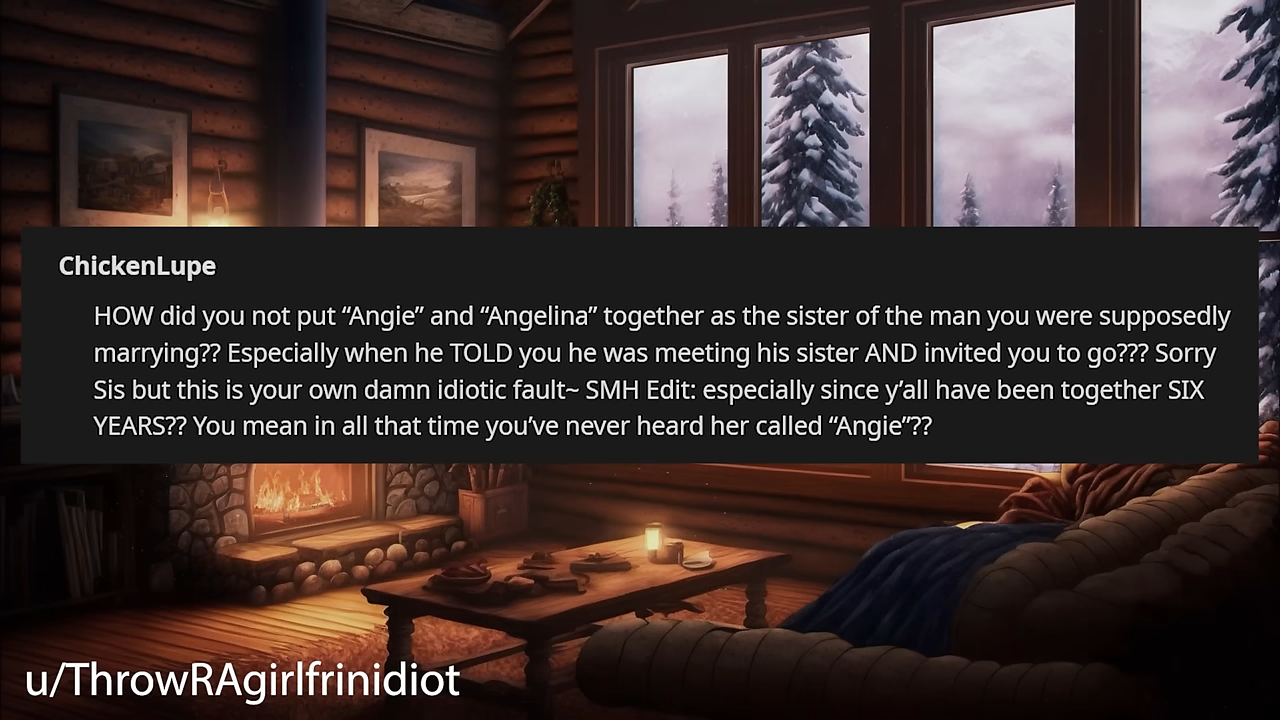 ChickenLupe
HOW did you not put “Angie” and “Angelina” together as the sister of the man you were supposedly
marrying?? Especially when he TOLD you he was meeting his sister AND invited you to go??? Sorry
Sis but this is your own damn idiotic fault~ SMH Edit: especially since y’all have been together SIX
YEARS?? You mean in all that time you’ve never heard her called “Angie”??
u/ThrowRAgirlfrinidiot